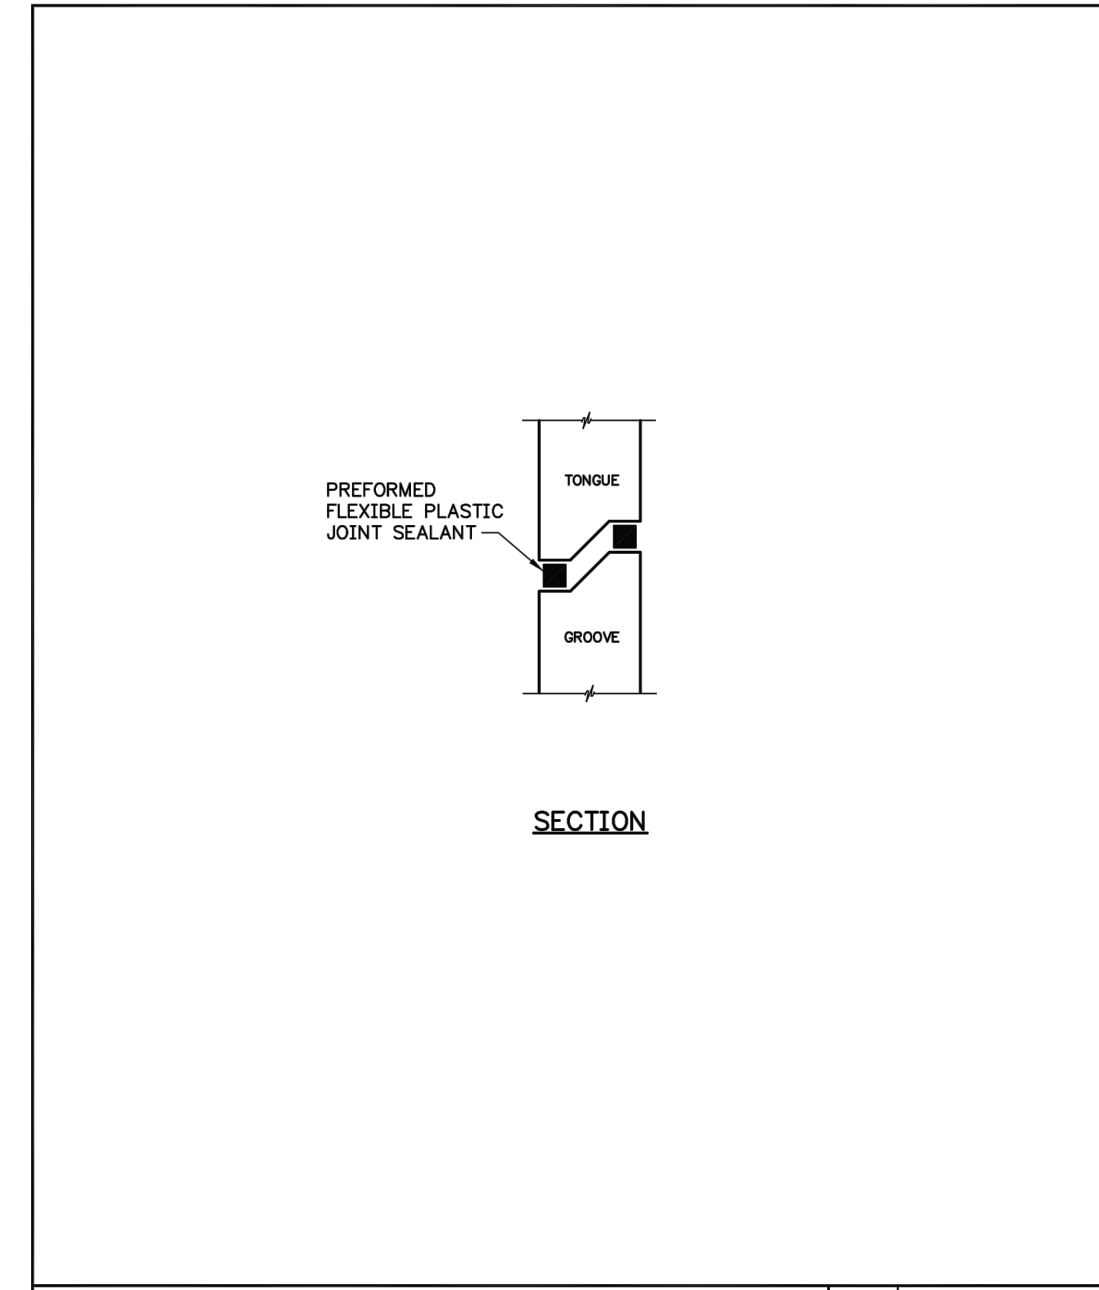 TONGUE
PREFORMED
FLEXIBLE PLASTIC
JOINT SEALANT
GROOVE
SECTION